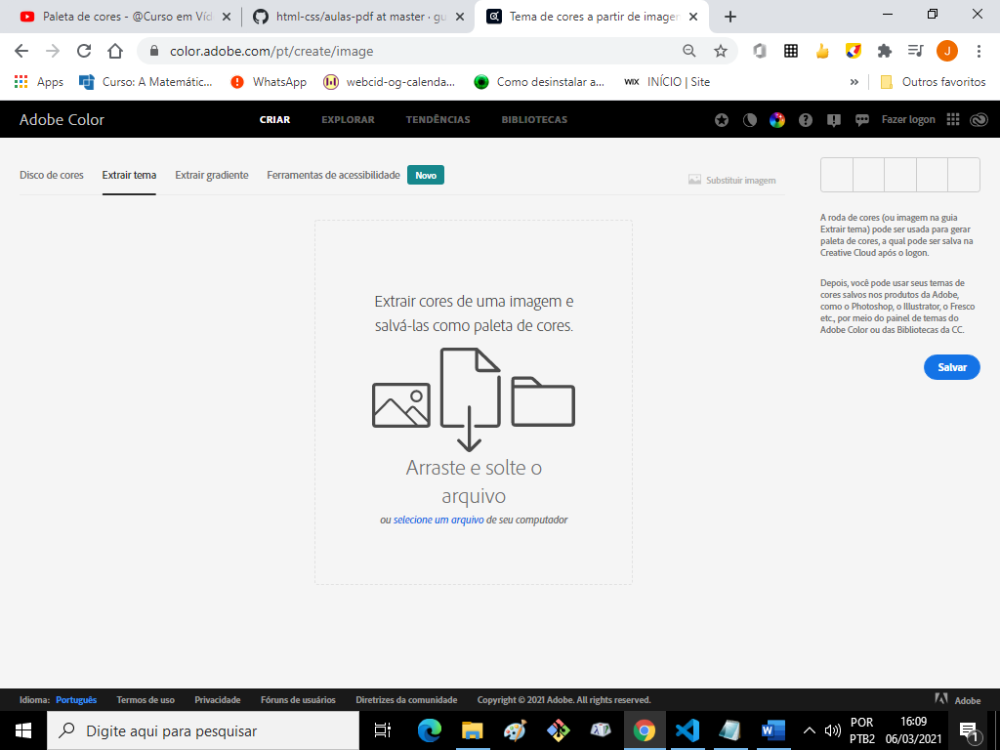 Paleta de cores - @Curso em Víd
html-css/aulas-pdf at master · gu
Tema de cores a partir de imagen
color.adobe.com/pt/create/image
J
Apps
Curso: A Matemátic...
WhatsApp
webcid-og-calenda...
Como desinstalar a...
WIX
INÍCIO | Site
»
Outros favoritos
Adobe Color
CRIAR
EXPLORAR
TENDÊNCIAS
BIBLIOTECAS
Fazer logon
Disco de cores
Extrair tema
Extrair gradiente
Ferramentas de acessibilidade
Novo
Substituir imagem
A roda de cores (ou imagem na guia
Extrair tema) pode ser usada para gerar
paleta de cores, a qual pode ser salva na
Creative Cloud após o logon.
Depois, você pode usar seus temas de
cores salvos nos produtos da Adobe,
como o Photoshop, o Illustrator, o Fresco
etc., por meio do painel de temas do
Adobe Color ou das Bibliotecas da CC.
Salvar
Extrair cores de uma imagem e
salvá-las como paleta de cores.
Arraste e solte o
arquivo
ou selecione um arquivo de seu computador
Idioma: Português
Termos de uso
Privacidade
Fóruns de usuários
Diretrizes da comunidade
Copyright © 2021 Adobe. All rights reserved.
Adobe
Digite aqui para pesquisar
POR
PTB2
16:09
06/03/2021
1